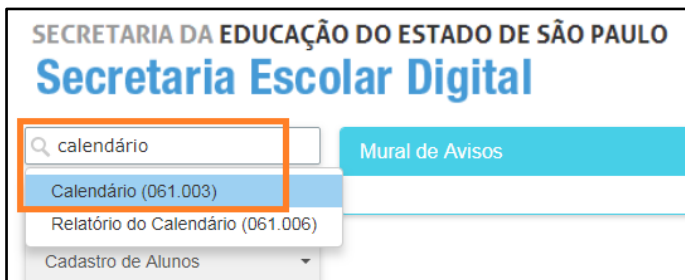 SECRETARIA DA EDUCAÇÃO DO ESTADO DE SÃO PAULO
Secretaria Escolar Digital
calendário
Mural de Avisos
Calendário (061.003)
Relatório do Calendário (061.006)
Cadastro de Alunos